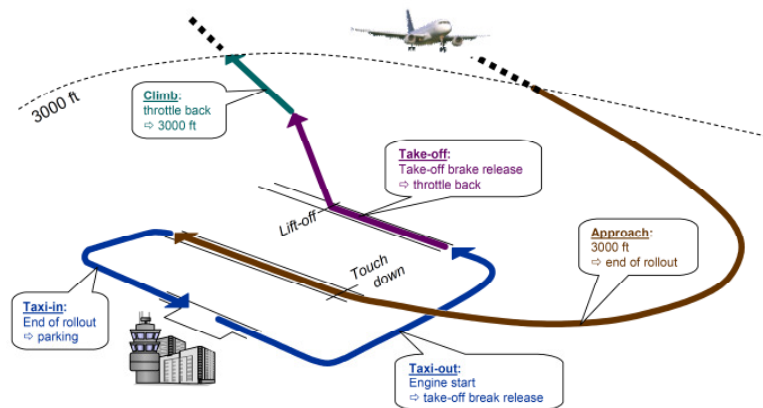 3000 ft
Climb:
throttle back
⇨ 3000 ft
Take-off:
Take-off brake release
⇨ throttle back
Lift-off
Touch
down
Approach:
3000 ft
⇨ end of rollout
Taxi-in:
End of rollout
⇨ parking
Taxi-out:
Engine start
⇨ take-off break release